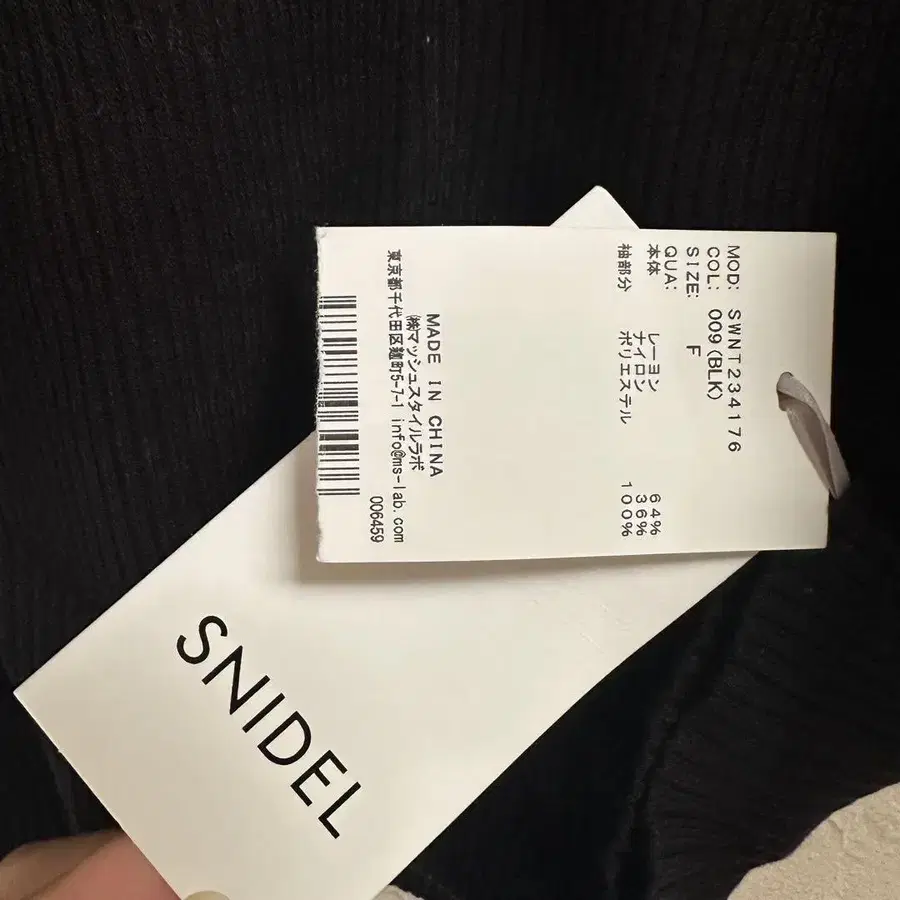 MOD: SWNT234176
COL: 009(BLK)
SIZE: F
QUA:
本体 レーヨン 64%
ナイロン 36%
袖部分 ポリエステル 100%
MADE IN CHINA
㈱マッシュスタイルラボ
東京都千代田区麹町5-7-1 info@ms-lab.com
006459
SNIDEL